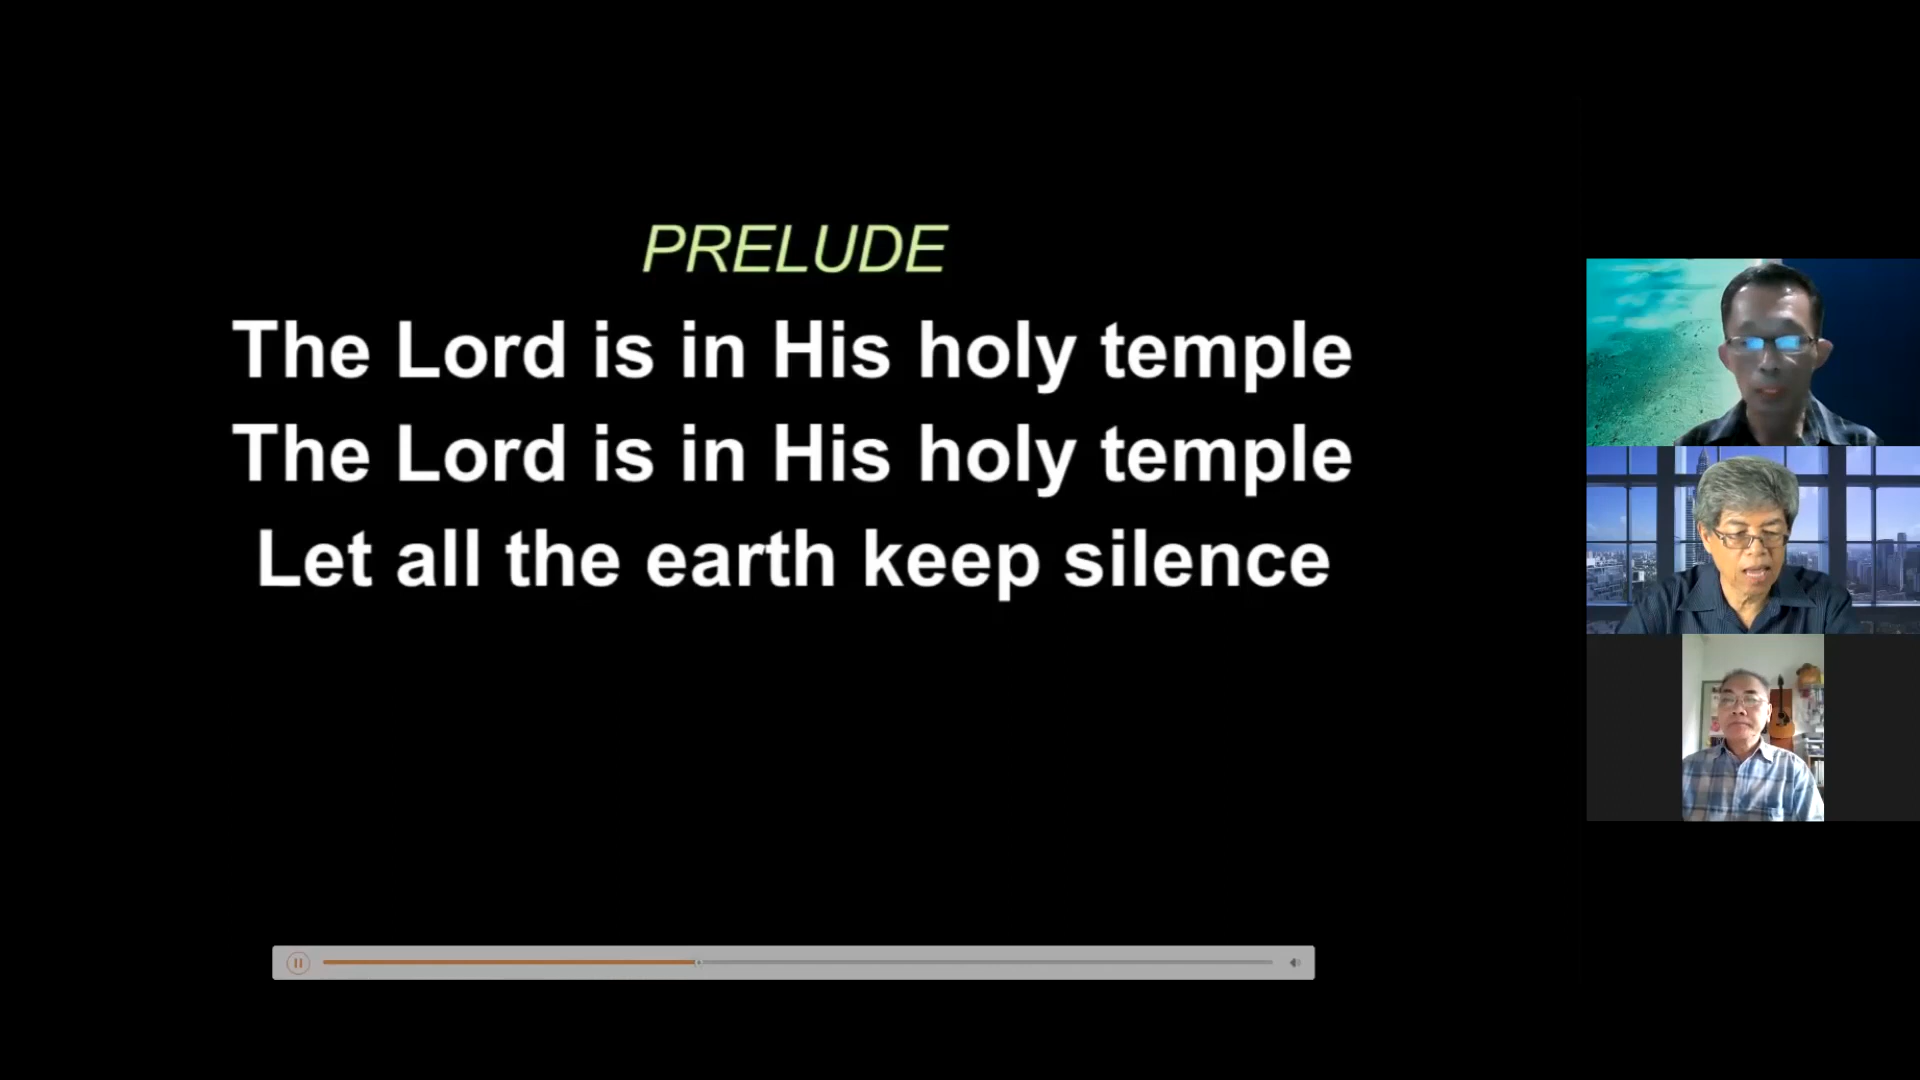 PRELUDE
The Lord is in His holy temple
The Lord is in His holy temple
Let all the earth keep silence